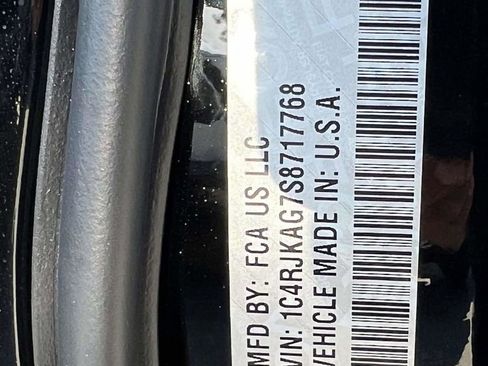 MFD BY: FCA US LLC
VIN: 1C4RJKAG7S8717768
VEHICLE MADE IN: U.S.A.